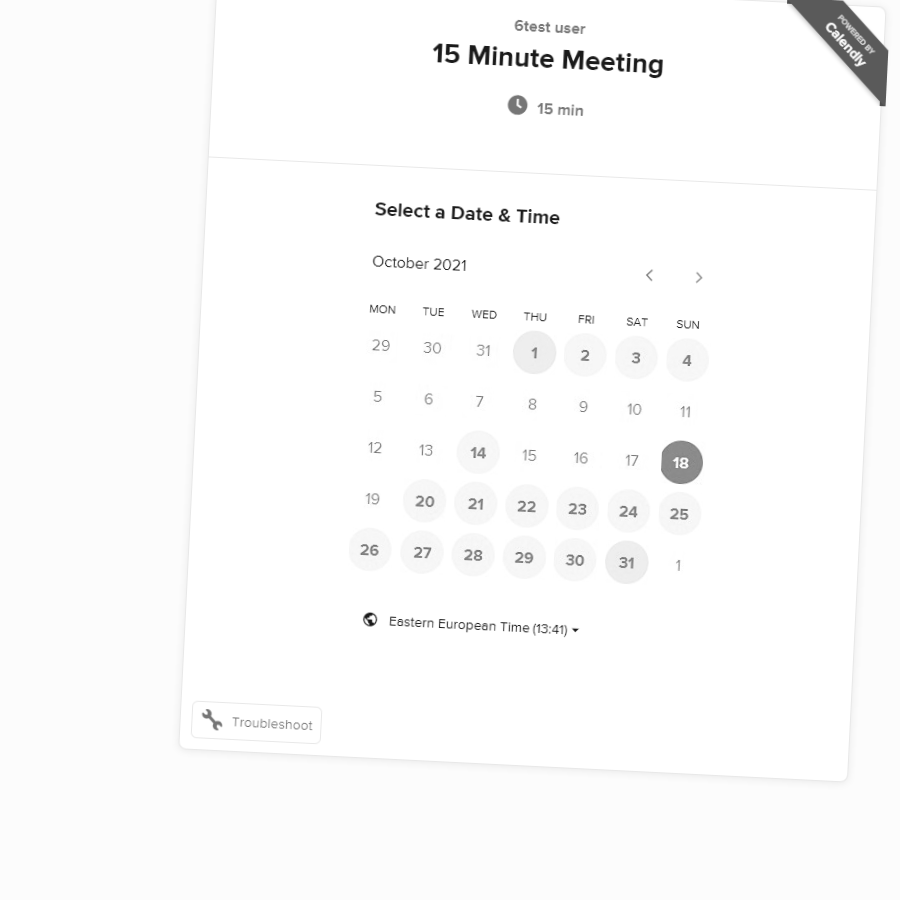 6test user
15 Minute Meeting
15 min
POWERED BY
Calendly
Select a Date & Time
October 2021
MON TUE WED THU FRI SAT SUN
29 30 31 1 2 3 4
5 6 7 8 9 10 11
12 13 14 15 16 17 18
19 20 21 22 23 24 25
26 27 28 29 30 31 1
Eastern European Time (13:41)
Troubleshoot